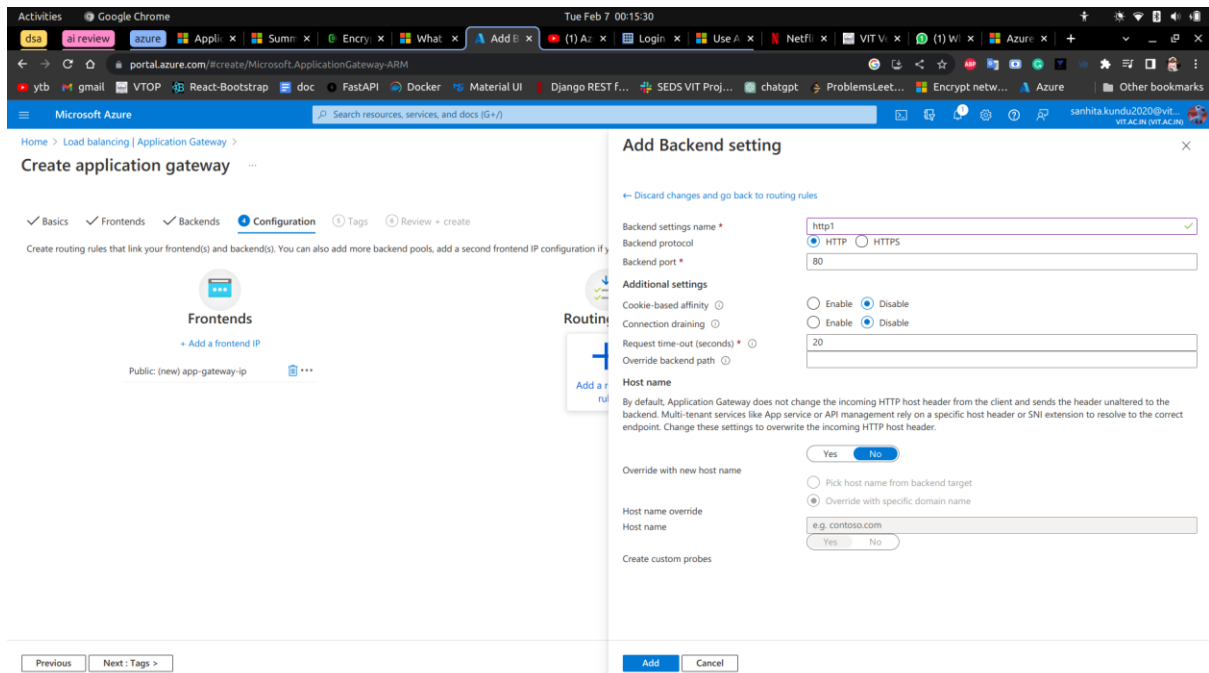 Activities Google Chrome Tue Feb 7 00:15:30
dsa ai review azure Applic Summ Encry What Add B (1) Az Login Use A Netfli VIT V (1) W Azure
portal.azure.com/#create/Microsoft.ApplicationGateway-ARM
ytb gmail VTOP React-Bootstrap doc FastAPI Docker Material UI Django REST f... SEDS VIT Proj... chatgpt ProblemsLeet... Encrypt netw... Azure Other bookmarks
Microsoft Azure Search resources, services, and docs (G+/) 1 sanhita.kundu2020@vit...
VIT.AC.IN (VIT.AC.IN)
Home > Load balancing | Application Gateway >
Create application gateway ...
Basics Frontends Backends 4 Configuration 5 Tags 6 Review + create
Create routing rules that link your frontend(s) and backend(s). You can also add more backend pools, add a second frontend IP configuration if y
Frontends
+ Add a frontend IP
Public: (new) app-gateway-ip
Routing
Add a r
rul
Previous Next : Tags >
Add Backend setting
← Discard changes and go back to routing rules
Backend settings name * http1
Backend protocol HTTP HTTPS
Backend port * 80
Additional settings
Cookie-based affinity Enable Disable
Connection draining Enable Disable
Request time-out (seconds) * 20
Override backend path
Host name
By default, Application Gateway does not change the incoming HTTP host header from the client and sends the header unaltered to the
backend. Multi-tenant services like App service or API management rely on a specific host header or SNI extension to resolve to the correct
endpoint. Change these settings to overwrite the incoming HTTP host header.
Yes No
Override with new host name
Pick host name from backend target
Override with specific domain name
Host name override
Host name e.g. contoso.com
Yes No
Create custom probes
Add Cancel